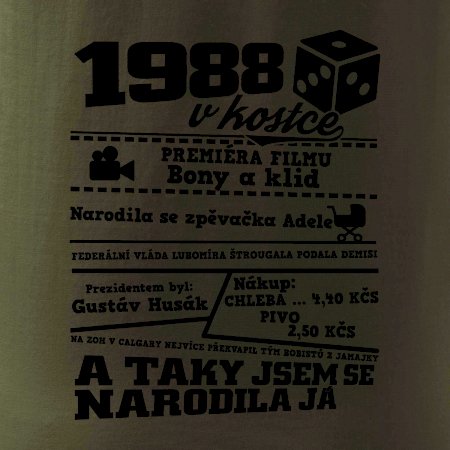 1988
v kostce
PREMIÉRA FILMU
Bony a klid
Narodila se zpěvačka Adele
FEDERÁLNÍ VLÁDA LUBOMÍRA ŠTROUGALA PODALA DEMISI
Prezidentem byl:
Gustáv Husák
Nákup:
CHLEBA ... 4,40 KČS
PIVO
2,50 KČS
NA ZOH V CALGARY NEJVÍCE PŘEKVAPIL TÝM BOBISTŮ Z JAMAJKY
A TAKY JSEM SE
NARODILA JÁ